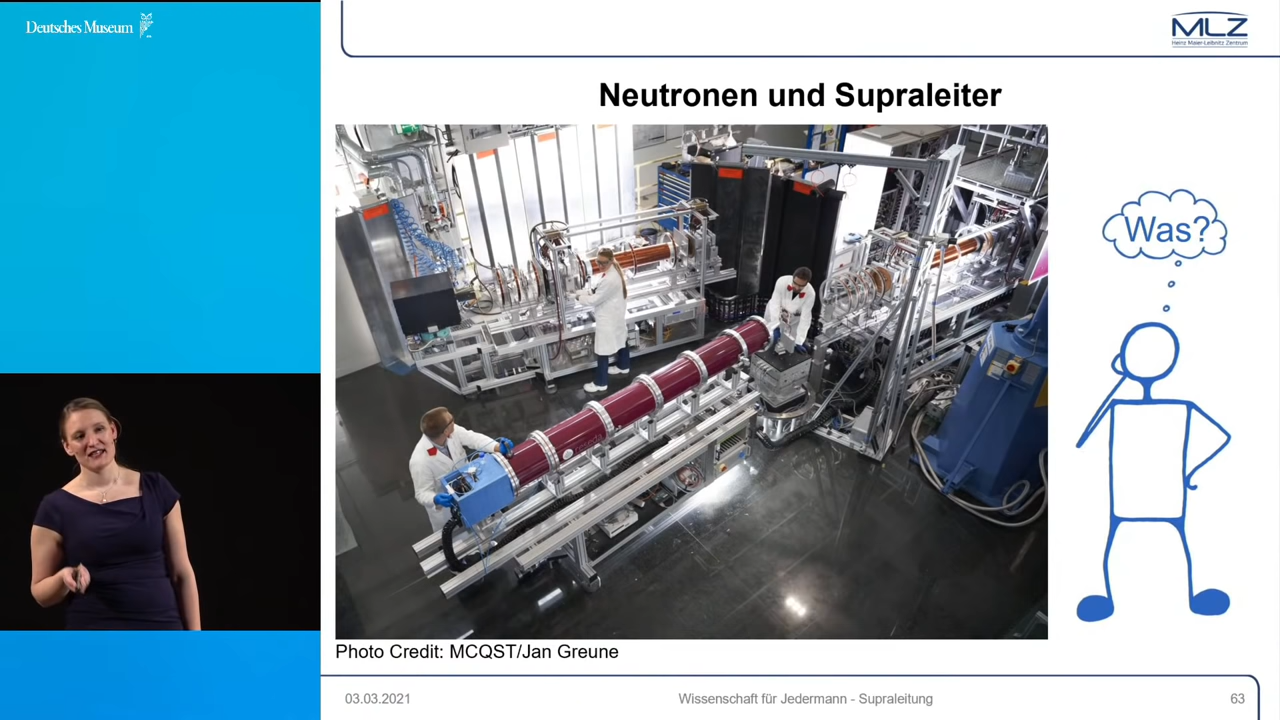 Deutsches Museum
MLZ
Heinz Maier-Leibnitz Zentrum
Neutronen und Supraleiter
Was?
Photo Credit: MCQST/Jan Greune
03.03.2021
Wissenschaft für Jedermann - Supraleitung
63